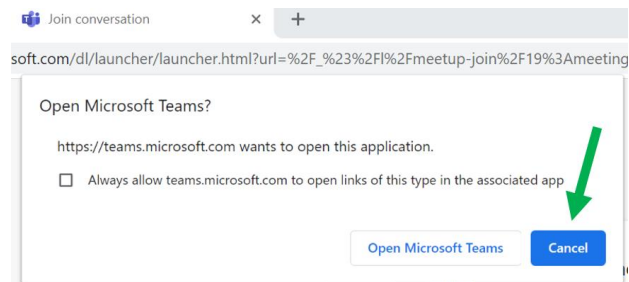 Join conversation
soft.com/dl/launcher/launcher.html?url=%2F_%23%2Fl%2Fmeetup-join%2F19%3Ameeting
Open Microsoft Teams?
https://teams.microsoft.com wants to open this application.
Always allow teams.microsoft.com to open links of this type in the associated app
Open Microsoft Teams
Cancel